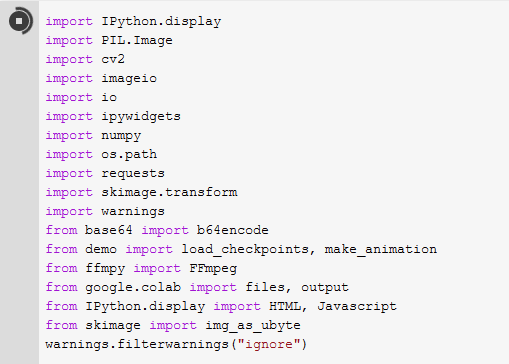 import IPython.display
import PIL.Image
import cv2
import imageio
import io
import ipywidgets
import numpy
import os.path
import requests
import skimage.transform
import warnings
from base64 import b64encode
from demo import load_checkpoints, make_animation
from ffmpy import FFmpeg
from google.colab import files, output
from IPython.display import HTML, Javascript
from skimage import img_as_ubyte
warnings.filterwarnings("ignore")